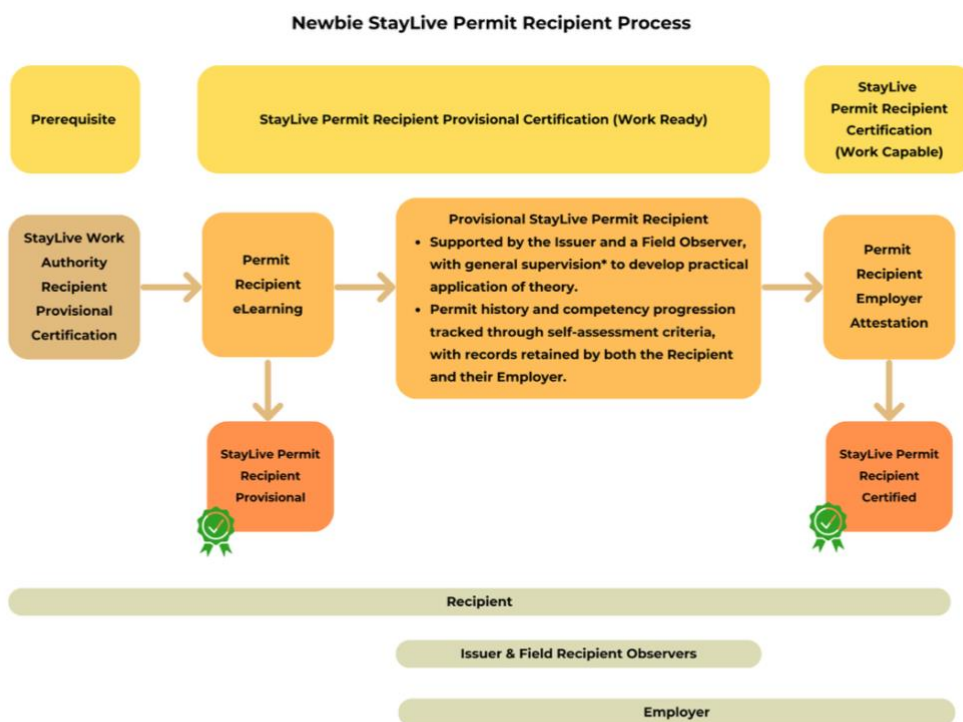 Newbie StayLive Permit Recipient Process
Prerequisite
StayLive Permit Recipient Provisional Certification (Work Ready)
StayLive
Permit Recipient
Certification
(Work Capable)
StayLive Work
Authority
Recipient
Provisional
Certification
Permit
Recipient
eLearning
Provisional StayLive Permit Recipient
• Supported by the Issuer and a Field Observer,
with general supervision* to develop practical
application of theory.
• Permit history and competency progression
tracked through self-assessment criteria,
with records retained by both the Recipient
and their Employer.
Permit
Recipient
Employer
Attestation
StayLive Permit
Recipient
Provisional
StayLive Permit
Recipient
Certified
Recipient
Issuer & Field Recipient Observers
Employer